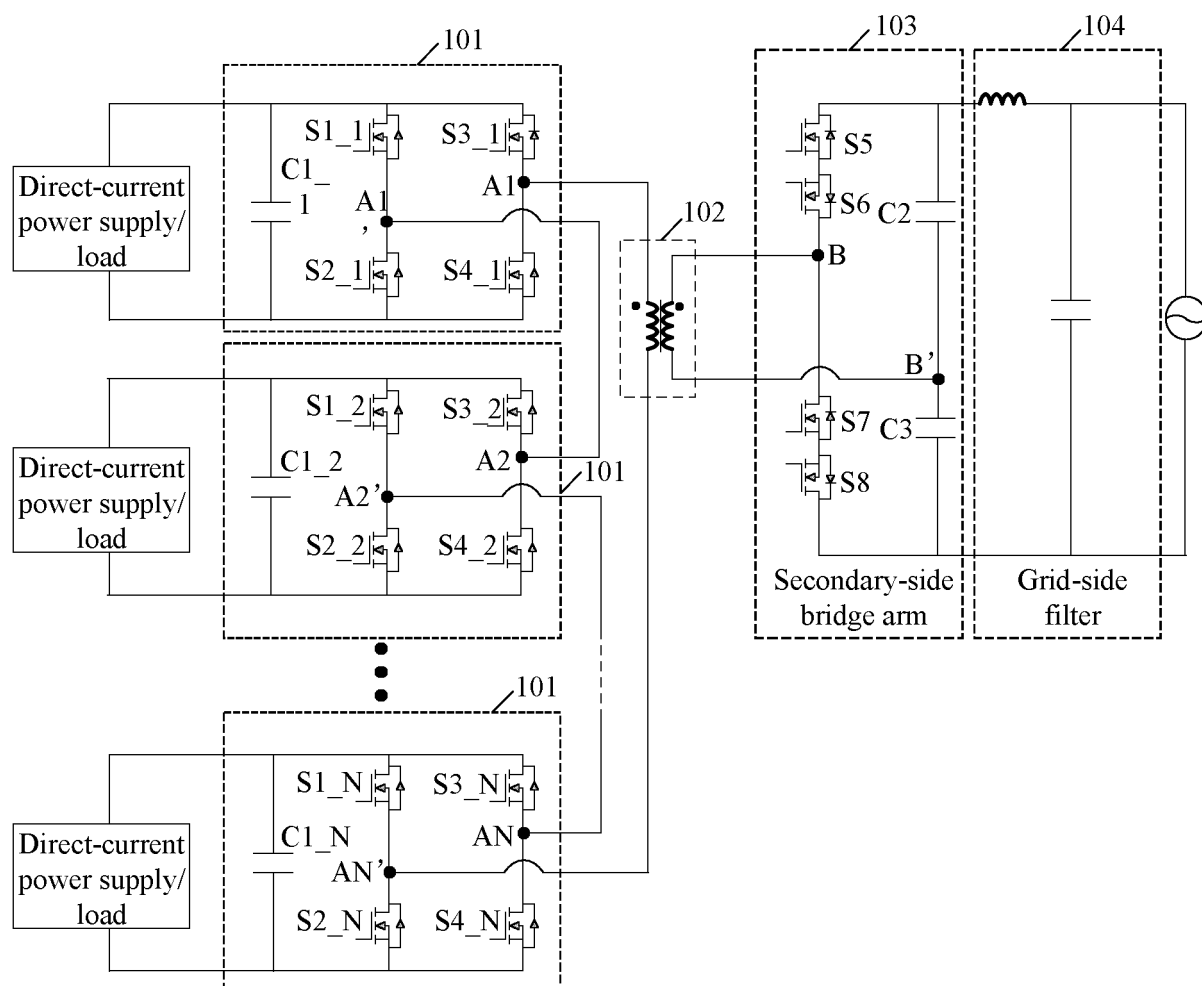 101
103
104
S1_1
S3_1
S5
Direct-current
power supply/
load
C1_
1
A1
A1
'
S6
C2
102
B
S2_1
S4_1
B'
S1_2
S3_2
S7
C3
Direct-current
power supply/
load
C1_2
A2
101
A2'
S8
S2_2
S4_2
Secondary-side
bridge arm
Grid-side
filter
101
S1_N
S3_N
Direct-current
power supply/
load
C1_N
AN
AN'
S2_N
S4_N